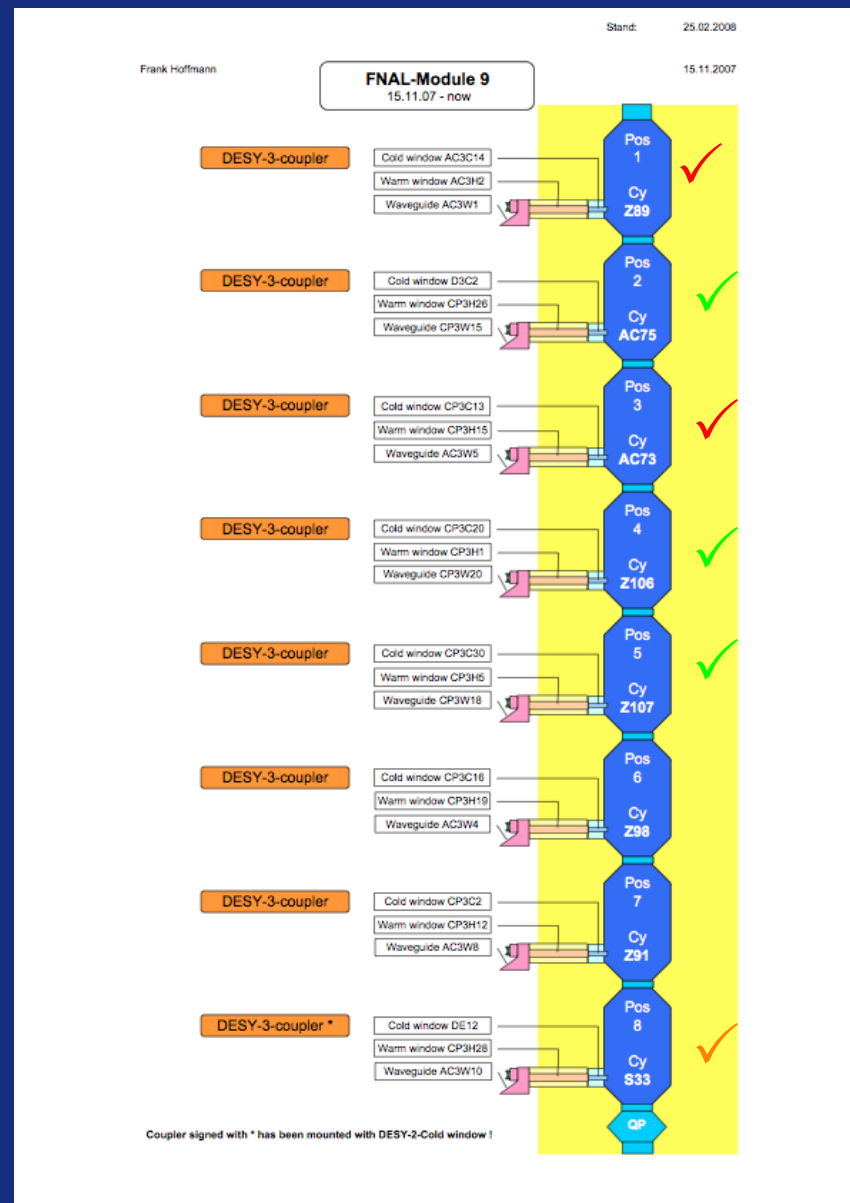 Stand: 25.02.2008
Frank Hoffmann
15.11.2007
FNAL-Module 9
15.11.07 - now
DESY-3-coupler
Cold window AC3C14
Warm window AC3H2
Waveguide AC3W1
Pos
1
Cy
Z89
DESY-3-coupler
Cold window D3C2
Warm window CP3H26
Waveguide CP3W15
Pos
2
Cy
AC75
DESY-3-coupler
Cold window CP3C13
Warm window CP3H15
Waveguide AC3W5
Pos
3
Cy
AC73
DESY-3-coupler
Cold window CP3C20
Warm window CP3H1
Waveguide CP3W20
Pos
4
Cy
Z106
DESY-3-coupler
Cold window CP3C30
Warm window CP3H5
Waveguide CP3W18
Pos
5
Cy
Z107
DESY-3-coupler
Cold window CP3C16
Warm window CP3H19
Waveguide AC3W4
Pos
6
Cy
Z98
DESY-3-coupler
Cold window CP3C2
Warm window CP3H12
Waveguide AC3W8
Pos
7
Cy
Z91
DESY-3-coupler *
Cold window DE12
Warm window CP3H28
Waveguide AC3W10
Pos
8
Cy
S33
QP
Coupler signed with * has been mounted with DESY-2-Cold window !